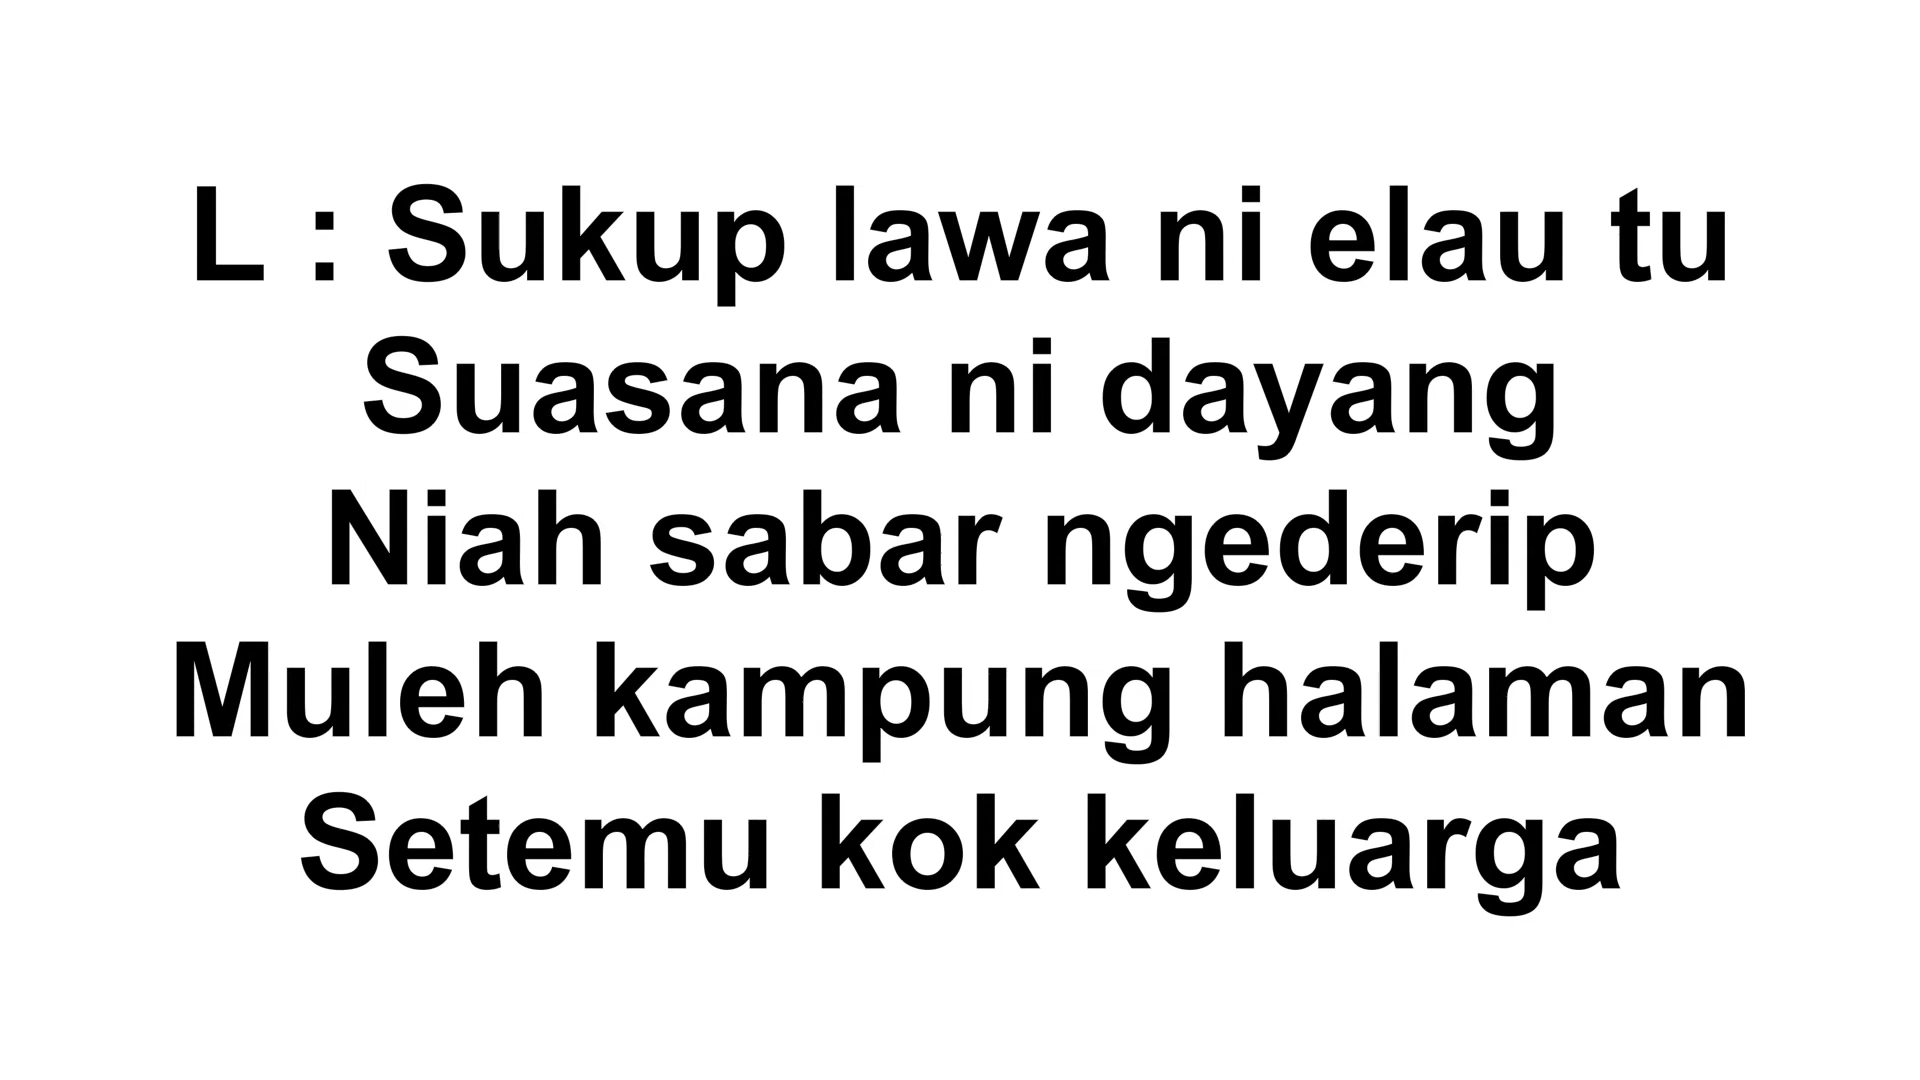 L : Sukup lawa ni elau tu
Suasana ni dayang
Niah sabar ngederip
Muleh kampung halaman
Setemu kok keluarga